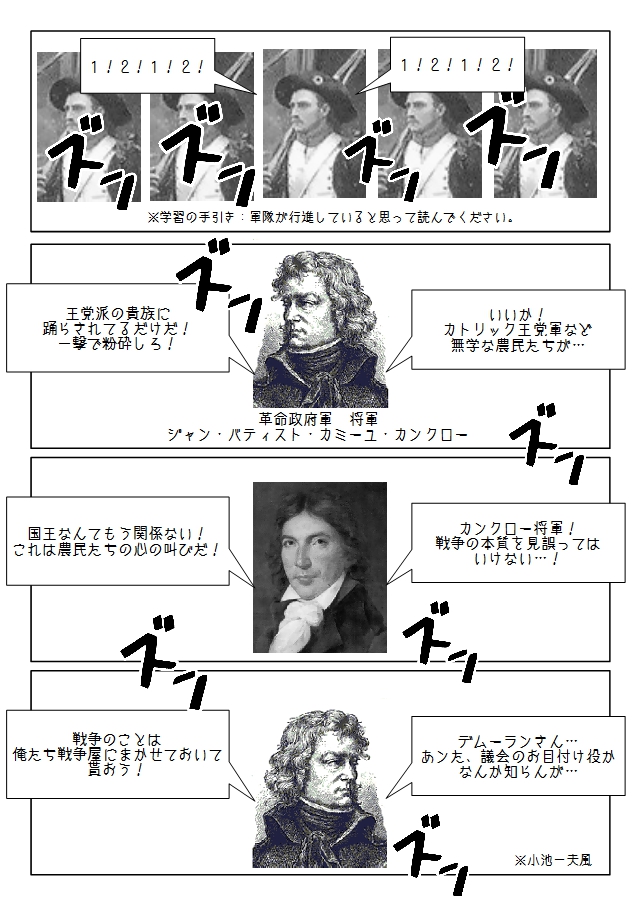 1!2!1!2!
1!2!1!2!
ズン
ズン
ズン
ズン
※学習の手引き:軍隊が行進していると思って読んでください。
ズン
いいか!
カトリック王党軍など
無学な農民たちが…
王党派の貴族に
踊らされてるだけだ!
一撃で粉砕しろ!
革命政府軍 将軍
ジャン・バティスト・カミーユ・カンクロー
ズン
カンクロー将軍!
戦争の本質を見誤っては
いけない…!
国王なんてもう関係ない!
これは農民たちの心の叫びだ!
ズン
ズン
デムーランさん…
あンた、議会のお目付け役か
なんか知らんが…
戦争のことは
俺たち戦争屋にまかせておいて
貰おう!
ズン
※小池一夫風